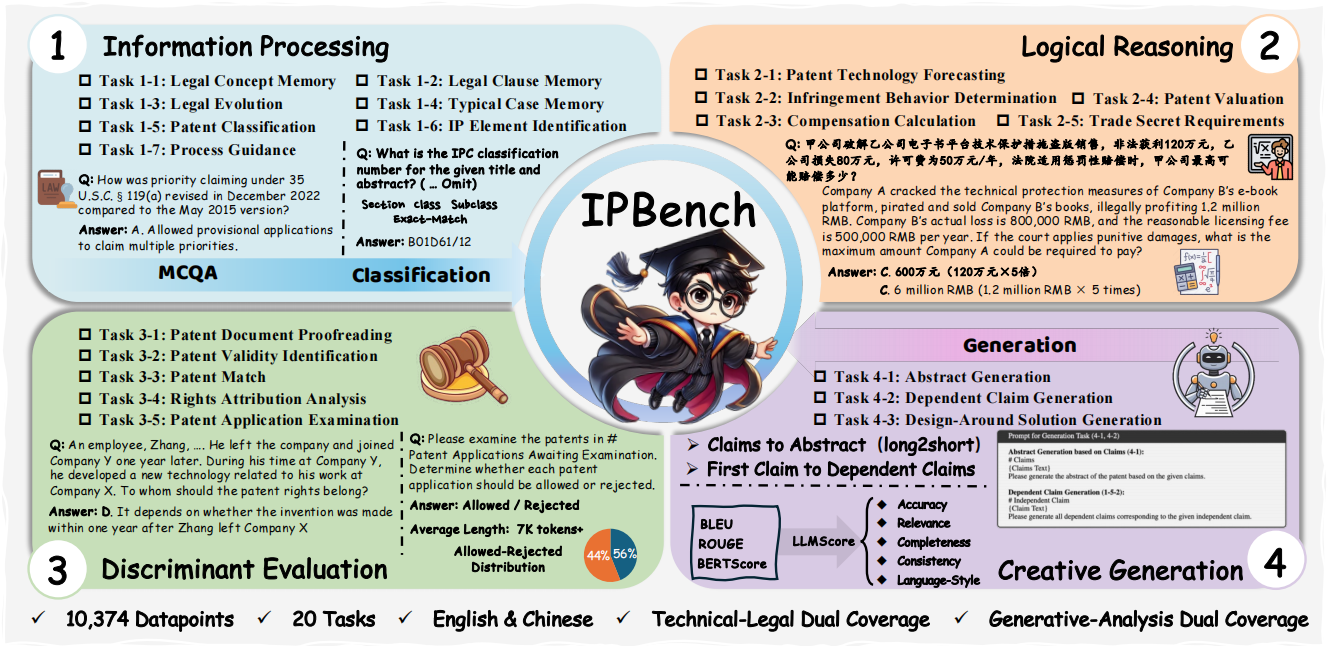 1
Information Processing
Task 1-1: Legal Concept Memory
Task 1-2: Legal Clause Memory
Task 1-3: Legal Evolution
Task 1-4: Typical Case Memory
Task 1-5: Patent Classification
Task 1-6: IP Element Identification
Task 1-7: Process Guidance
LAW
Q: How was priority claiming under 35
U.S.C. § 119(a) revised in December 2022
compared to the May 2015 version?
Answer: A. Allowed provisional applications
to claim multiple priorities.
MCQA
Q: What is the IPC classification
number for the given title and
abstract? ( … Omit)
Section class Subclass
Exact-Match
Answer: B01D61/12
Classification
Logical Reasoning
2
Task 2-1: Patent Technology Forecasting
Task 2-2: Infringement Behavior Determination
Task 2-4: Patent Valuation
Task 2-3: Compensation Calculation
Task 2-5: Trade Secret Requirements
Q: 甲公司破解乙公司电子书平台技术保护措施盗版销售，非法获利120万元，乙
公司损失80万元，许可费为50万元/年，法院适用惩罚性赔偿时，甲公司最高可
能赔偿多少？
Company A cracked the technical protection measures of Company B's e-book
platform, pirated and sold Company B's books, illegally profiting 1.2 million
RMB. Company B's actual loss is 800,000 RMB, and the reasonable licensing fee
is 500,000 RMB per year. If the court applies punitive damages, what is the
maximum amount Company A could be required to pay?
Answer: C. 600万元（120万元×5倍）
C. 6 million RMB (1.2 million RMB × 5 times)
IPBench
Task 3-1: Patent Document Proofreading
Task 3-2: Patent Validity Identification
Task 3-3: Patent Match
Task 3-4: Rights Attribution Analysis
Task 3-5: Patent Application Examination
Q: An employee, Zhang, .... He left the company and joined
Company Y one year later. During his time at Company Y,
he developed a new technology related to his work at
Company X. To whom should the patent rights belong?
Answer: D. It depends on whether the invention was made
within one year after Zhang left Company X
Q: Please examine the patents in #
Patent Applications Awaiting Examination.
Determine whether each patent
application should be allowed or rejected.
Answer: Allowed / Rejected
Average Length: 7K tokens+
Allowed-Rejected
Distribution
44% 56%
3
Discriminant Evaluation
Generation
Task 4-1: Abstract Generation
Task 4-2: Dependent Claim Generation
Task 4-3: Design-Around Solution Generation
Claims to Abstract (long2short)
First Claim to Dependent Claims
BLEU
ROUGE
BERTScore
LLMScore
Accuracy
Relevance
Completeness
Consistency
Language-Style
Prompt for Generation Task (4-1, 4-2)
Abstract Generation based on Claims (4-1):
# Claims
{Claims Text}
Please generate the abstract of the patent based on the given claims.
Dependent Claim Generation (1-5-2):
# Independent Claim
{Claim Text}
Please generate all dependent claims corresponding to the given independent claim.
Creative Generation
4
✓ 10,374 Datapoints ✓ 20 Tasks ✓ English & Chinese ✓ Technical-Legal Dual Coverage ✓ Generative-Analysis Dual Coverage